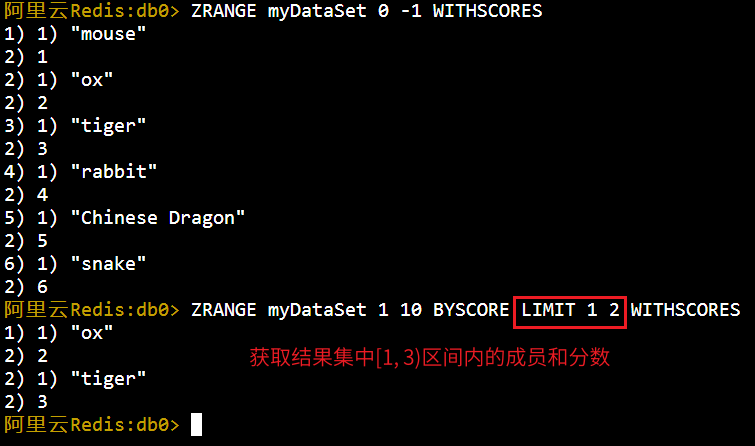 阿里云Redis:db0> ZRANGE myDataSet 0 -1 WITHSCORES
1) 1) "mouse"
2) 1
2) 1) "ox"
2) 2
3) 1) "tiger"
2) 3
4) 1) "rabbit"
2) 4
5) 1) "Chinese Dragon"
2) 5
6) 1) "snake"
2) 6
阿里云Redis:db0> ZRANGE myDataSet 1 10 BYSCORE LIMIT 1 2 WITHSCORES
1) 1) "ox"
2) 2
获取结果集中[1, 3)区间内的成员和分数
2) 1) "tiger"
2) 3
阿里云Redis:db0>